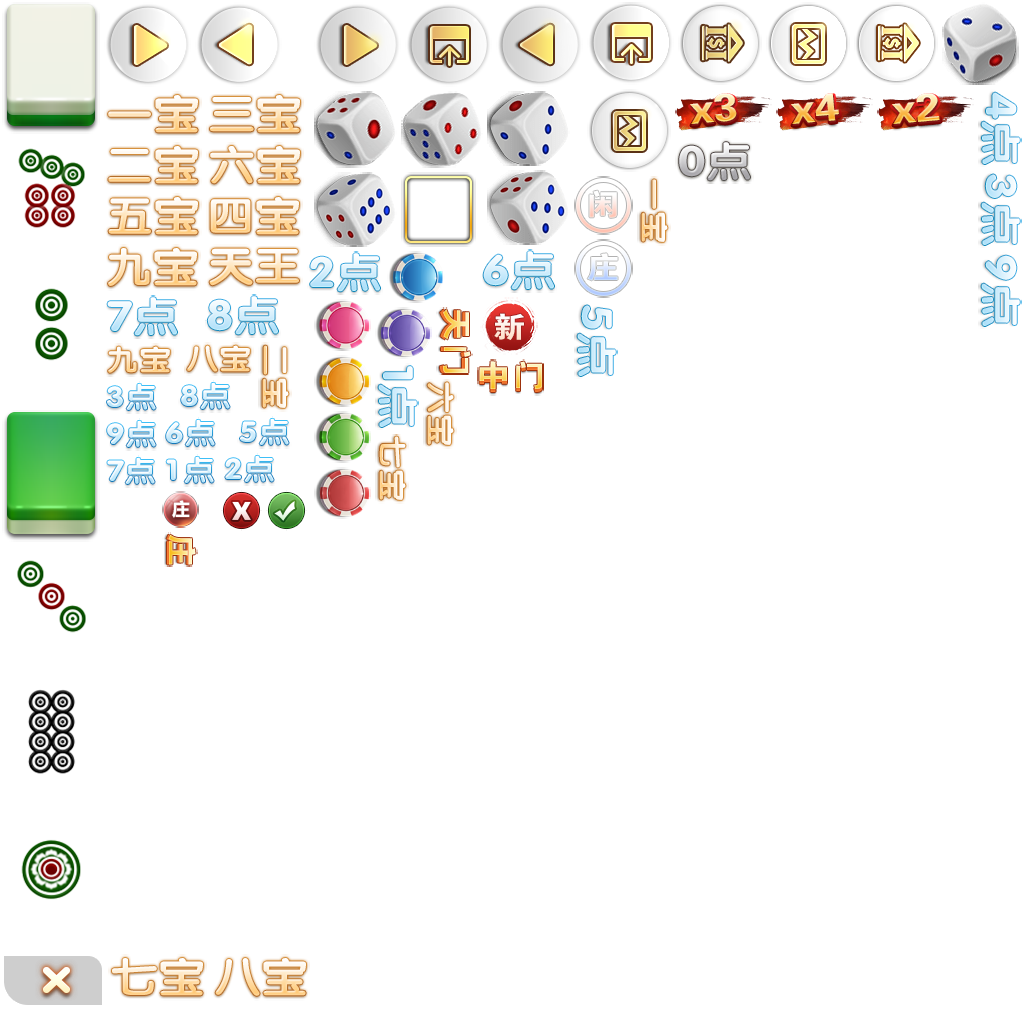 一宝 三宝
x3 x4 x2
4点
二宝 六宝
0点
3点
五宝 四宝
闲
一宝
九宝 天王
2点
6点
庄
9点
7点 8点
天门
新
5点
九宝 八宝
二宝
中门
3点 8点
1点
六宝
9点 6点 5点
七宝
7点 1点 2点
庄
庄
七宝 八宝